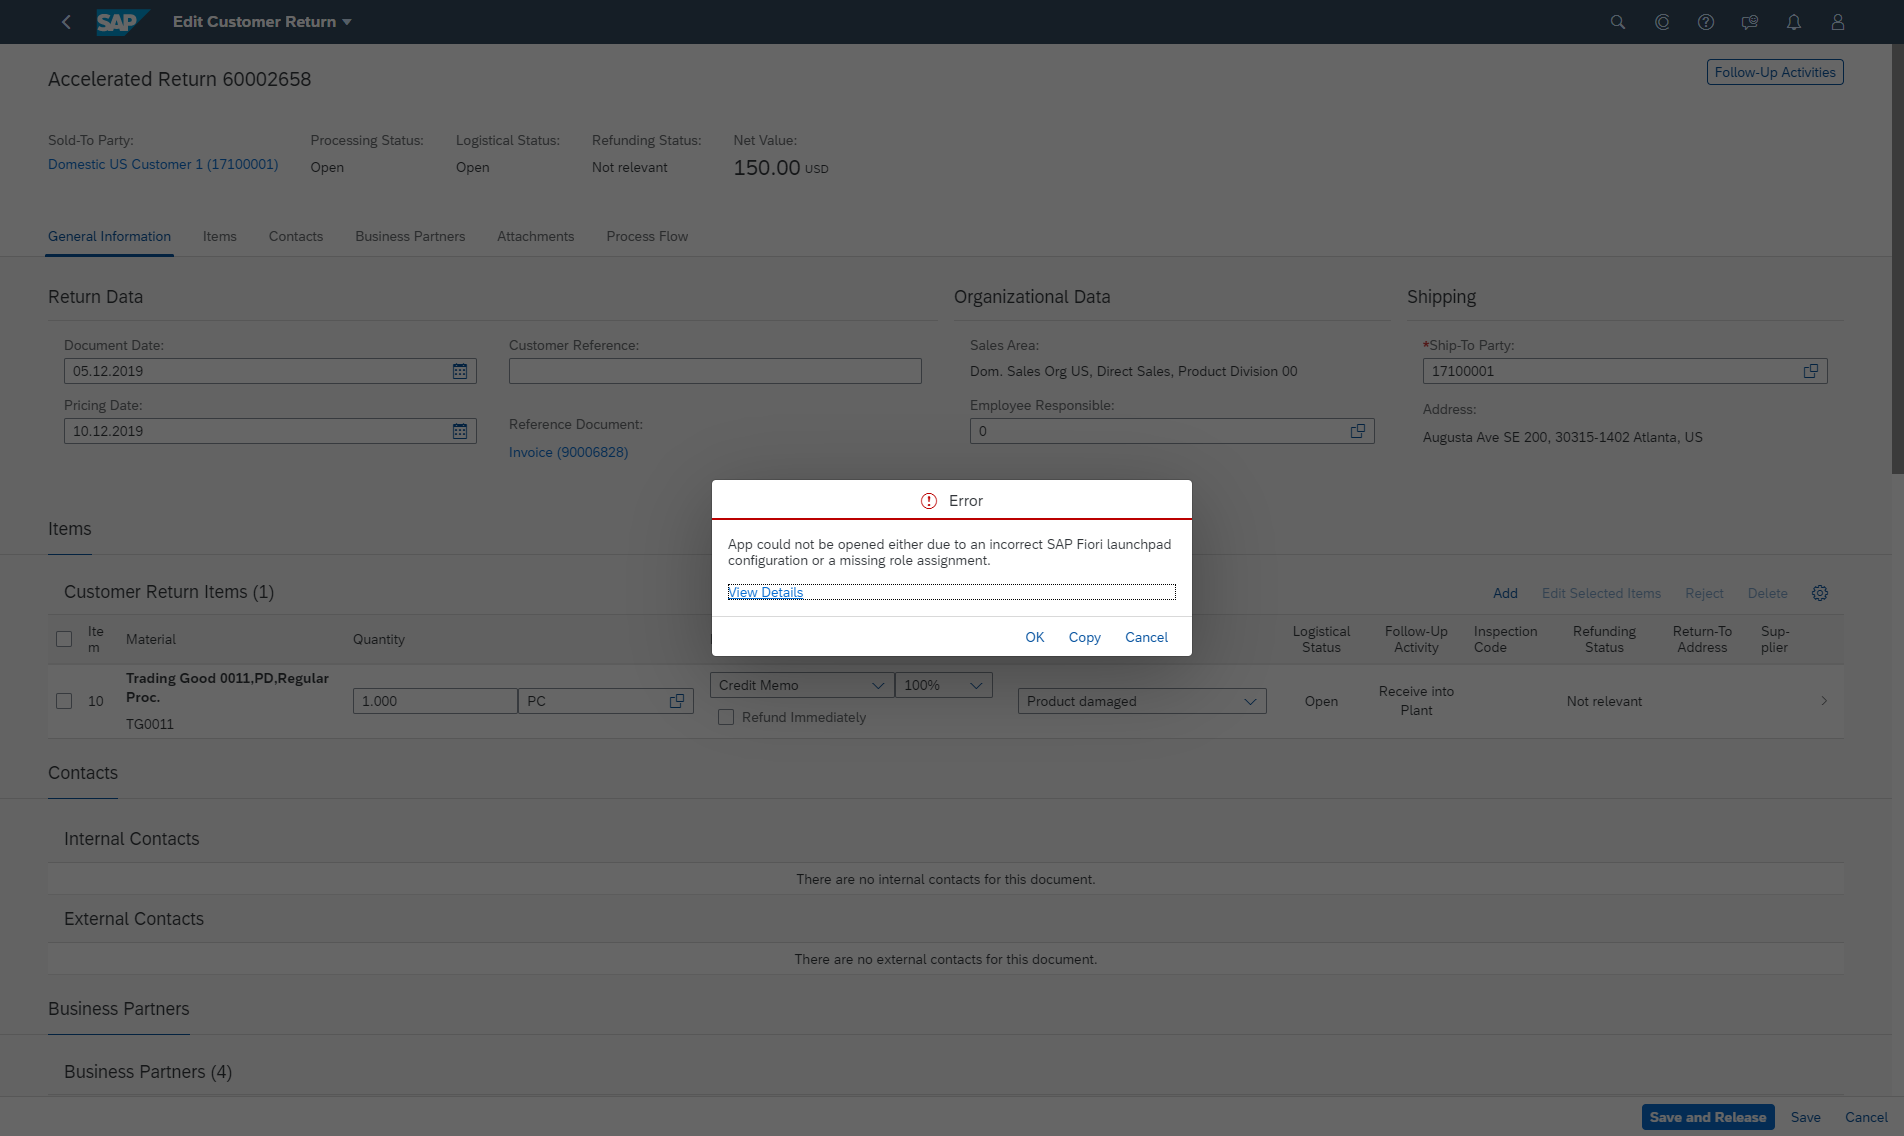 SAP Edit Customer Return
Accelerated Return 60002658
Follow-Up Activities
Sold-To Party:
Domestic US Customer 1 (17100001)
Processing Status:
Open
Logistical Status:
Open
Refunding Status:
Not relevant
Net Value:
150.00 USD
General Information Items Contacts Business Partners Attachments Process Flow
Return Data
Document Date:
05.12.2019
Pricing Date:
10.12.2019
Customer Reference:
Reference Document:
Invoice (90006828)
Organizational Data
Sales Area:
Dom. Sales Org US, Direct Sales, Product Division 00
Employee Responsible:
0
Shipping
*Ship-To Party:
17100001
Address:
Augusta Ave SE 200, 30315-1402 Atlanta, US
Error
App could not be opened either due to an incorrect SAP Fiori launchpad
configuration or a missing role assignment.
View Details
OK Copy Cancel
Items
Customer Return Items (1)
Add Edit Selected Items Reject Delete
Ite
m
Material
Quantity
Logistical
Status
Follow-Up
Activity
Inspection
Code
Refunding
Status
Return-To
Address
Sup-
plier
10
Trading Good 0011,PD,Regular
Proc.
TG0011
1.000
PC
Credit Memo
100%
Refund Immediately
Product damaged
Open
Receive into
Plant
Not relevant
Contacts
Internal Contacts
There are no internal contacts for this document.
External Contacts
There are no external contacts for this document.
Business Partners
Business Partners (4)
Save and Release Save Cancel